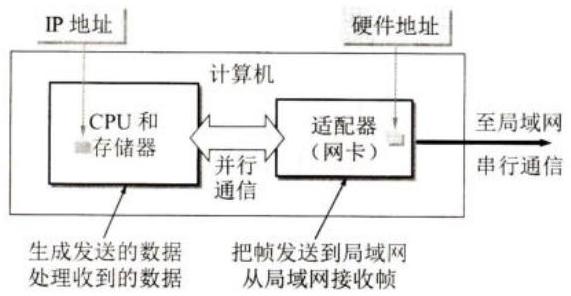 IP 地址
硬件地址
计算机
CPU 和
存储器
并行
通信
适配器
（网卡）
至局域网
串行通信
生成发送的数据
处理收到的数据
把帧发送到局域网
从局域网接收帧